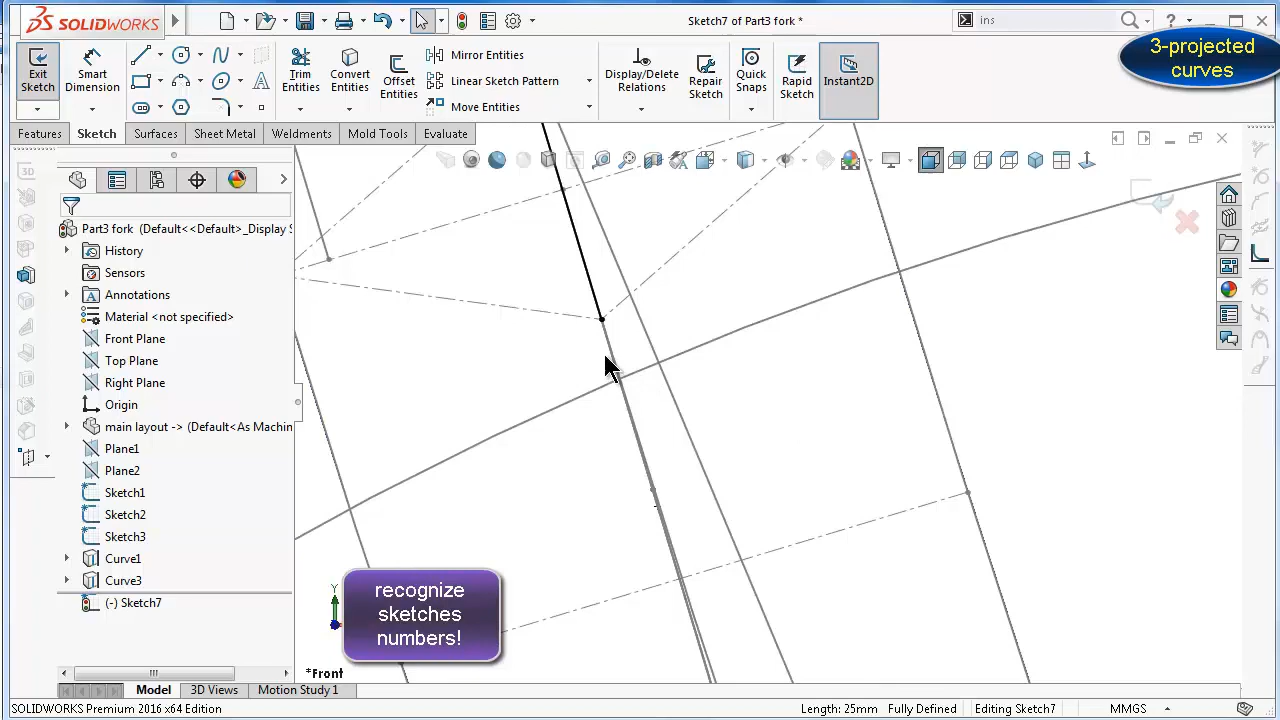 SOLIDWORKS
Sketch7 of Part3 fork *
ins
3-projected
curves
Exit
Sketch
Smart
Dimension
Trim
Entities
Convert
Entities
Offset
Entities
Mirror Entities
Linear Sketch Pattern
Move Entities
Display/Delete
Relations
Repair
Sketch
Quick
Snaps
Rapid
Sketch
Instant2D
Features
Sketch
Surfaces
Sheet Metal
Weldments
Mold Tools
Evaluate
Part3 fork (Default<<Default>_Display S
History
Sensors
Annotations
Material <not specified>
Front Plane
Top Plane
Right Plane
Origin
main layout -> (Default<As Machin
Plane1
Plane2
Sketch1
Sketch2
Sketch3
Curve1
Curve3
(-) Sketch7
Y
recognize
sketches
numbers!
*Front
Model
3D Views
Motion Study 1
SOLIDWORKS Premium 2016 x64 Edition
Length: 25mm
Fully Defined
Editing Sketch7
MMGS